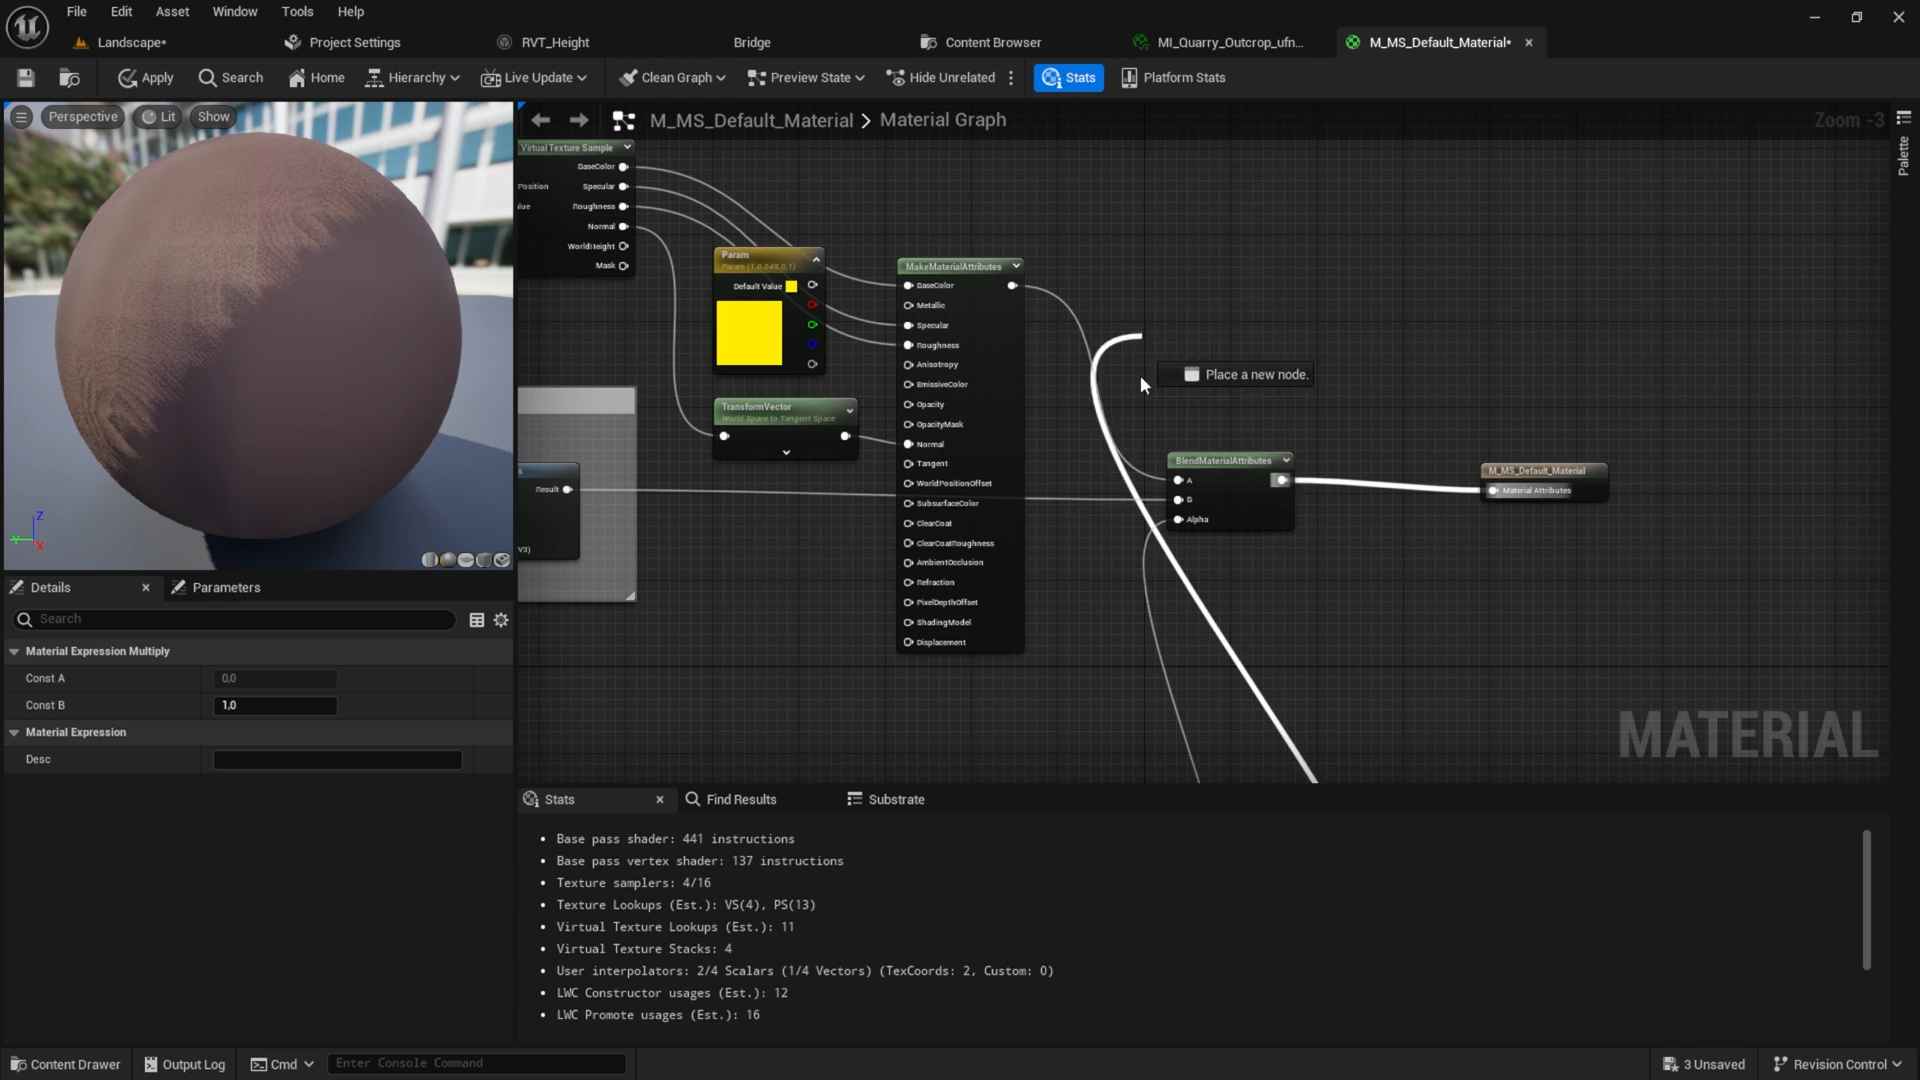 File Edit Asset Window Tools Help
Landscape* Project Settings RVT_Height Bridge Content Browser MI_Quarry_Outcrop_ufn... M_MS_Default_Material*
Apply Search Home Hierarchy Live Update Clean Graph Preview State Hide Unrelated Stats Platform Stats
Perspective Lit Show
M_MS_Default_Material > Material Graph
Zoom -3
Palette
Virtual Texture Sample
BaseColor
Position Specular
Roughness
Normal
WorldHeight
Mask
Param
Param (1,0.849,0,1)
Default Value
TransformVector
World Space to Tangent Space
Result
V3)
MakeMaterialAttributes
BaseColor
Metallic
Specular
Roughness
Anisotropy
EmissiveColor
Opacity
OpacityMask
Normal
Tangent
WorldPositionOffset
SubsurfaceColor
ClearCoat
ClearCoatRoughness
AmbientOcclusion
Refraction
PixelDepthOffset
ShadingModel
Displacement
Place a new node.
BlendMaterialAttributes
A
B
Alpha
M_MS_Default_Material
Material Attributes
MATERIAL
Z
Y
X
Details Parameters
Search
Material Expression Multiply
Const A 0,0
Const B 1,0
Material Expression
Desc
Stats Find Results Substrate
• Base pass shader: 441 instructions
• Base pass vertex shader: 137 instructions
• Texture samplers: 4/16
• Texture Lookups (Est.): VS(4), PS(13)
• Virtual Texture Lookups (Est.): 11
• Virtual Texture Stacks: 4
• User interpolators: 2/4 Scalars (1/4 Vectors) (TexCoords: 2, Custom: 0)
• LWC Constructor usages (Est.): 12
• LWC Promote usages (Est.): 16
Content Drawer Output Log Cmd Enter Console Command 3 Unsaved Revision Control